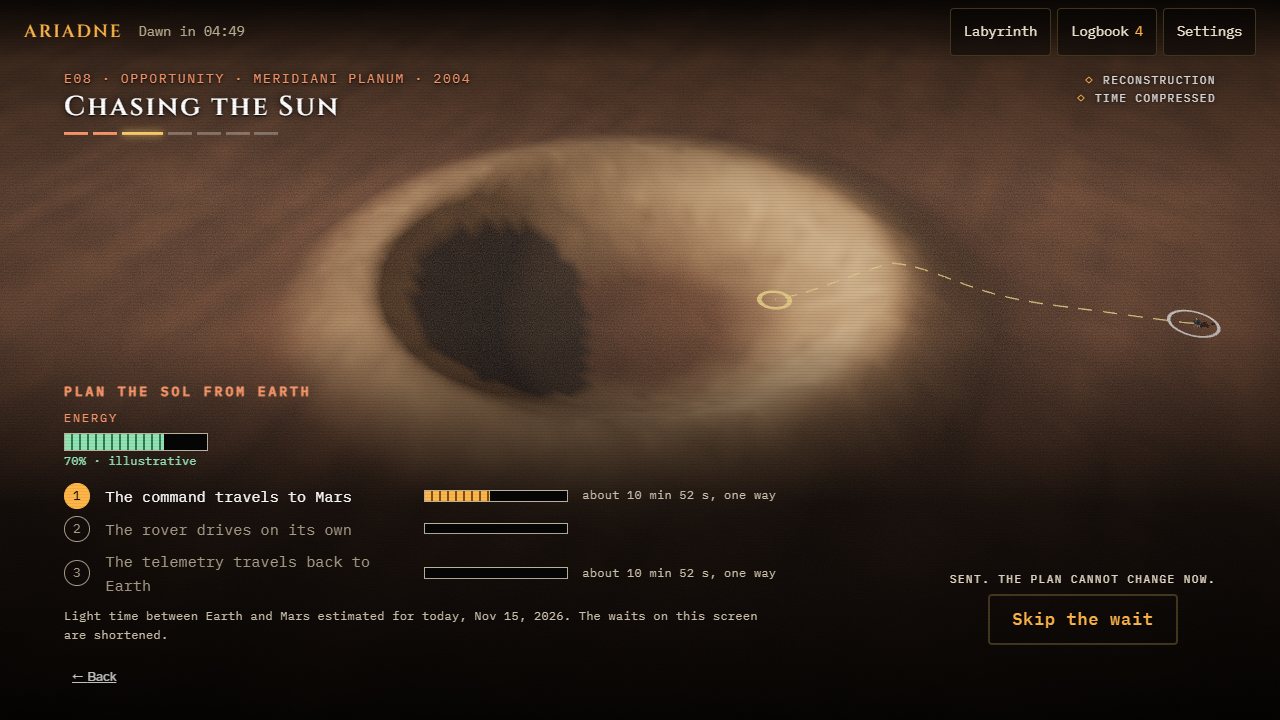 ARIADNE
Dawn in 04:49
Labyrinth
Logbook 4
Settings
E08 · OPPORTUNITY · MERIDIANI PLANUM · 2004
Chasing the Sun
◇ RECONSTRUCTION
◇ TIME COMPRESSED
PLAN THE SOL FROM EARTH
ENERGY
70% · illustrative
1 The command travels to Mars
about 10 min 52 s, one way
2 The rover drives on its own
3 The telemetry travels back to
Earth
about 10 min 52 s, one way
Light time between Earth and Mars estimated for today, Nov 15, 2026. The waits on this screen
are shortened.
SENT. THE PLAN CANNOT CHANGE NOW.
Skip the wait
← Back